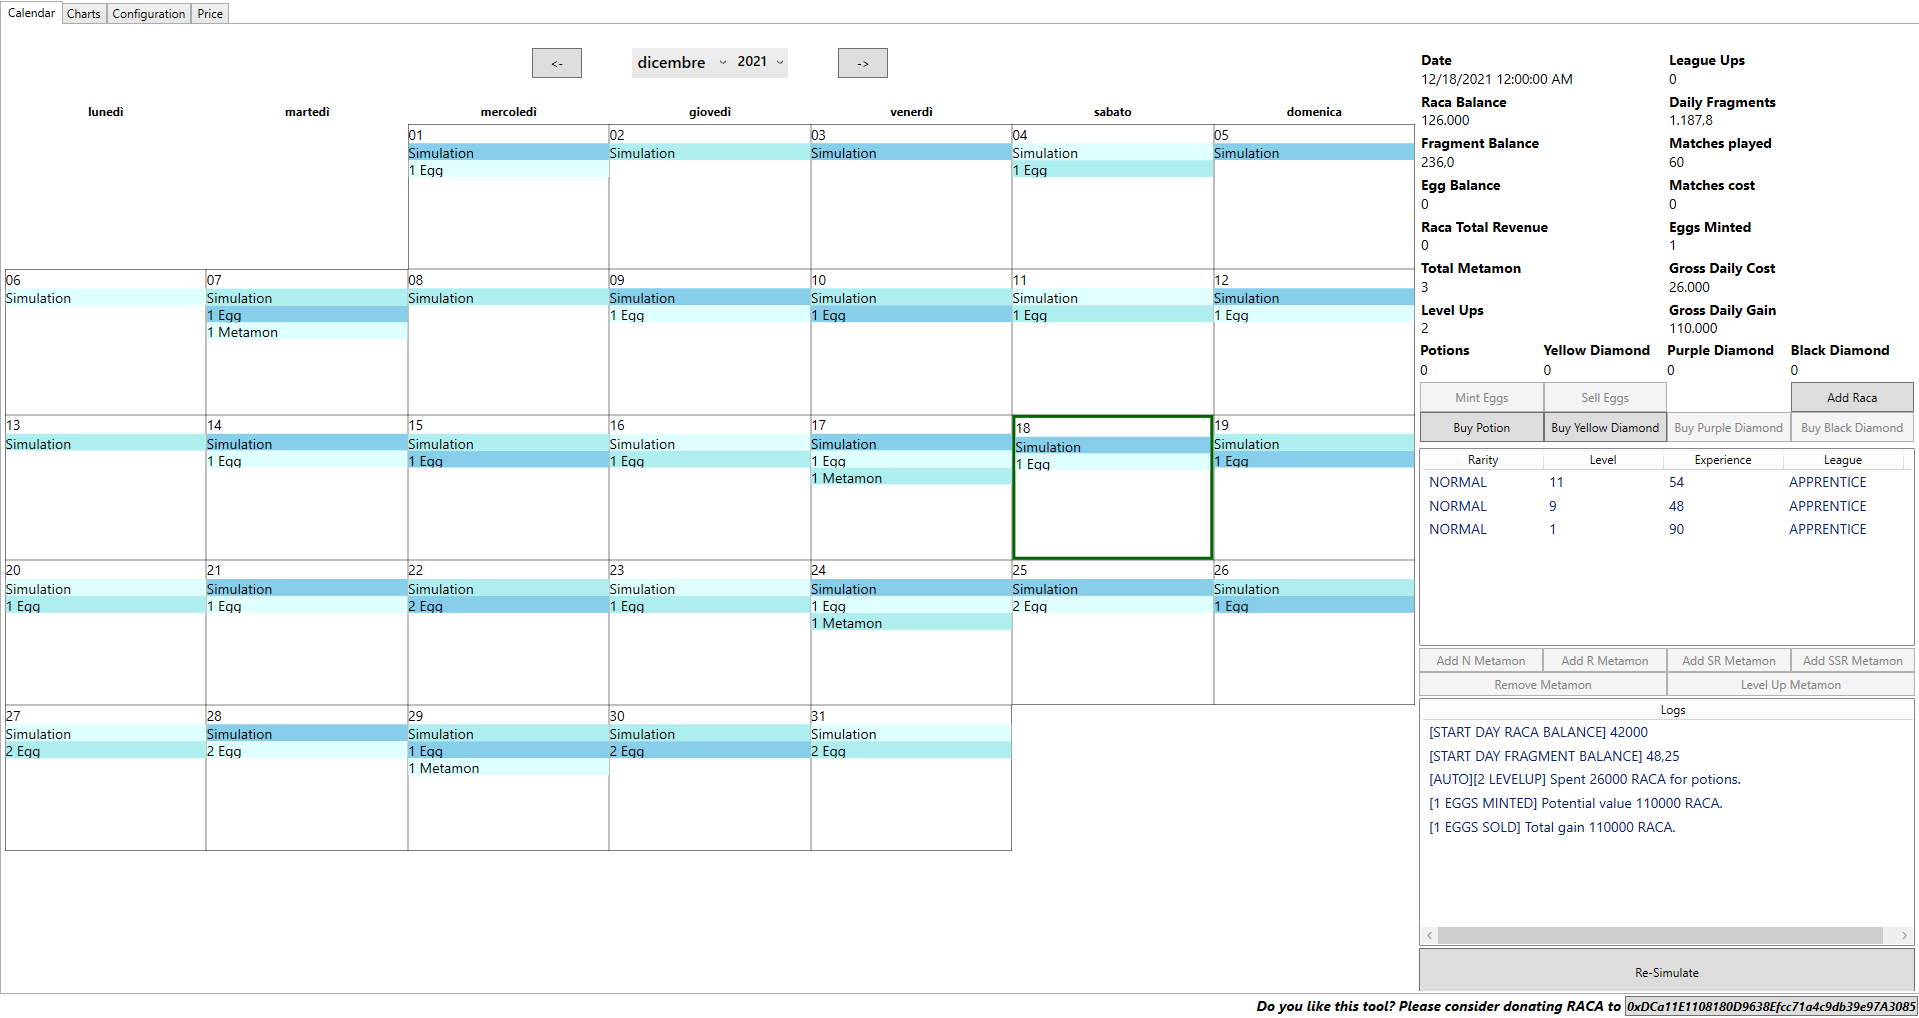 Calendar Charts Configuration Price
<- dicembre 2021 ->
lunedì martedì mercoledì giovedì venerdì sabato domenica
01 02 03 04 05
Simulation Simulation Simulation Simulation Simulation
1 Egg 1 Egg
06 07 08 09 10 11 12
Simulation Simulation Simulation Simulation Simulation Simulation Simulation
1 Egg 1 Egg 1 Egg 1 Egg 1 Egg
1 Metamon
13 14 15 16 17 18 19
Simulation Simulation Simulation Simulation Simulation Simulation Simulation
1 Egg 1 Egg 1 Egg 1 Egg 1 Egg 1 Egg
1 Metamon
20 21 22 23 24 25 26
Simulation Simulation Simulation Simulation Simulation Simulation Simulation
1 Egg 1 Egg 2 Egg 1 Egg 1 Egg 2 Egg 1 Egg
1 Metamon
27 28 29 30 31
Simulation Simulation Simulation Simulation Simulation
2 Egg 2 Egg 1 Egg 2 Egg 2 Egg
1 Metamon
Date League Ups
12/18/2021 12:00:00 AM 0
Raca Balance Daily Fragments
126.000 1.187,8
Fragment Balance Matches played
236,0 60
Egg Balance Matches cost
0 0
Raca Total Revenue Eggs Minted
0 1
Total Metamon Gross Daily Cost
3 26.000
Level Ups Gross Daily Gain
2 110.000
Potions Yellow Diamond Purple Diamond Black Diamond
0 0 0 0
Mint Eggs Sell Eggs Add Raca
Buy Potion Buy Yellow Diamond Buy Purple Diamond Buy Black Diamond
Rarity Level Experience League
NORMAL 11 54 APPRENTICE
NORMAL 9 48 APPRENTICE
NORMAL 1 90 APPRENTICE
Add N Metamon Add R Metamon Add SR Metamon Add SSR Metamon
Remove Metamon Level Up Metamon
Logs
[START DAY RACA BALANCE] 42000
[START DAY FRAGMENT BALANCE] 48,25
[AUTO][2 LEVELUP] Spent 26000 RACA for potions.
[1 EGGS MINTED] Potential value 110000 RACA.
[1 EGGS SOLD] Total gain 110000 RACA.
Re-Simulate
Do you like this tool? Please consider donating RACA to 0xDCa11E1108180D9638Efcc71a4c9db39e97A3085